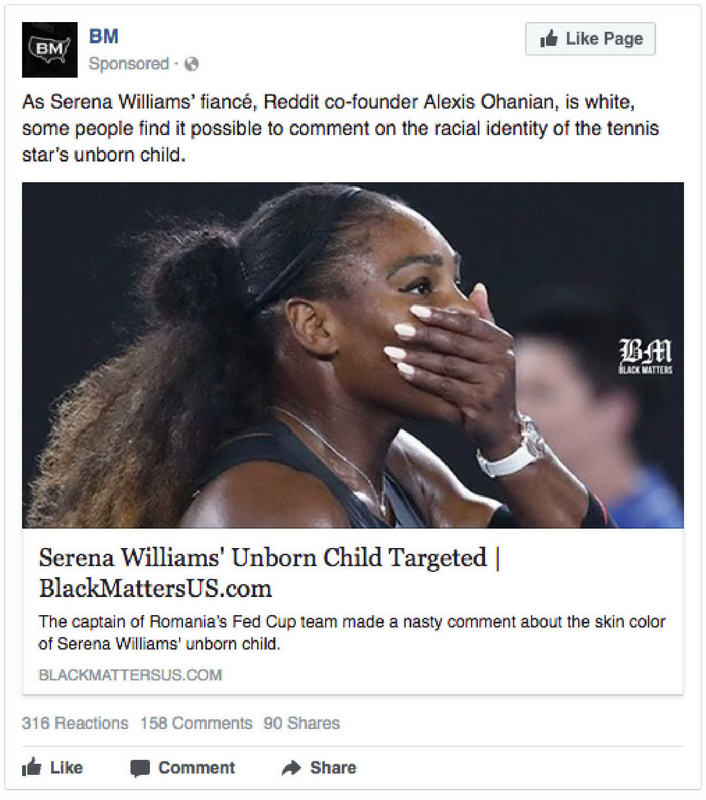 BM
BM
Like Page
Sponsored ·
As Serena Williams’ fiancé, Reddit co-founder Alexis Ohanian, is white,
some people find it possible to comment on the racial identity of the tennis
star’s unborn child.
BM
BLACK MATTERS
Serena Williams' Unborn Child Targeted |
BlackMattersUS.com
The captain of Romania’s Fed Cup team made a nasty comment about the skin color
of Serena Williams' unborn child.
BLACKMATTERSUS.COM
316 Reactions 158 Comments 90 Shares
Like Comment Share